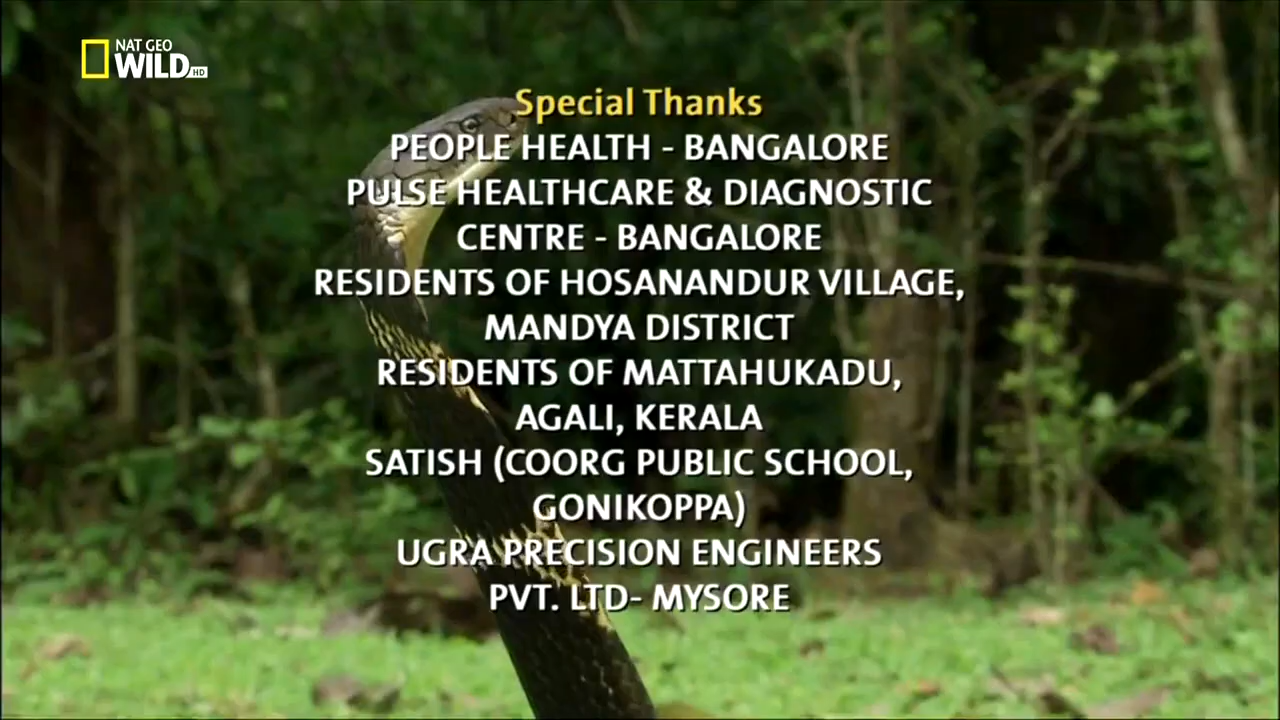 NAT GEO
WILD HD
Special Thanks
PEOPLE HEALTH - BANGALORE
PULSE HEALTHCARE & DIAGNOSTIC
CENTRE - BANGALORE
RESIDENTS OF HOSANANDUR VILLAGE,
MANDYA DISTRICT
RESIDENTS OF MATTAHUKADU,
AGALI, KERALA
SATISH (COORG PUBLIC SCHOOL,
GONIKOPPA)
UGRA PRECISION ENGINEERS
PVT. LTD- MYSORE